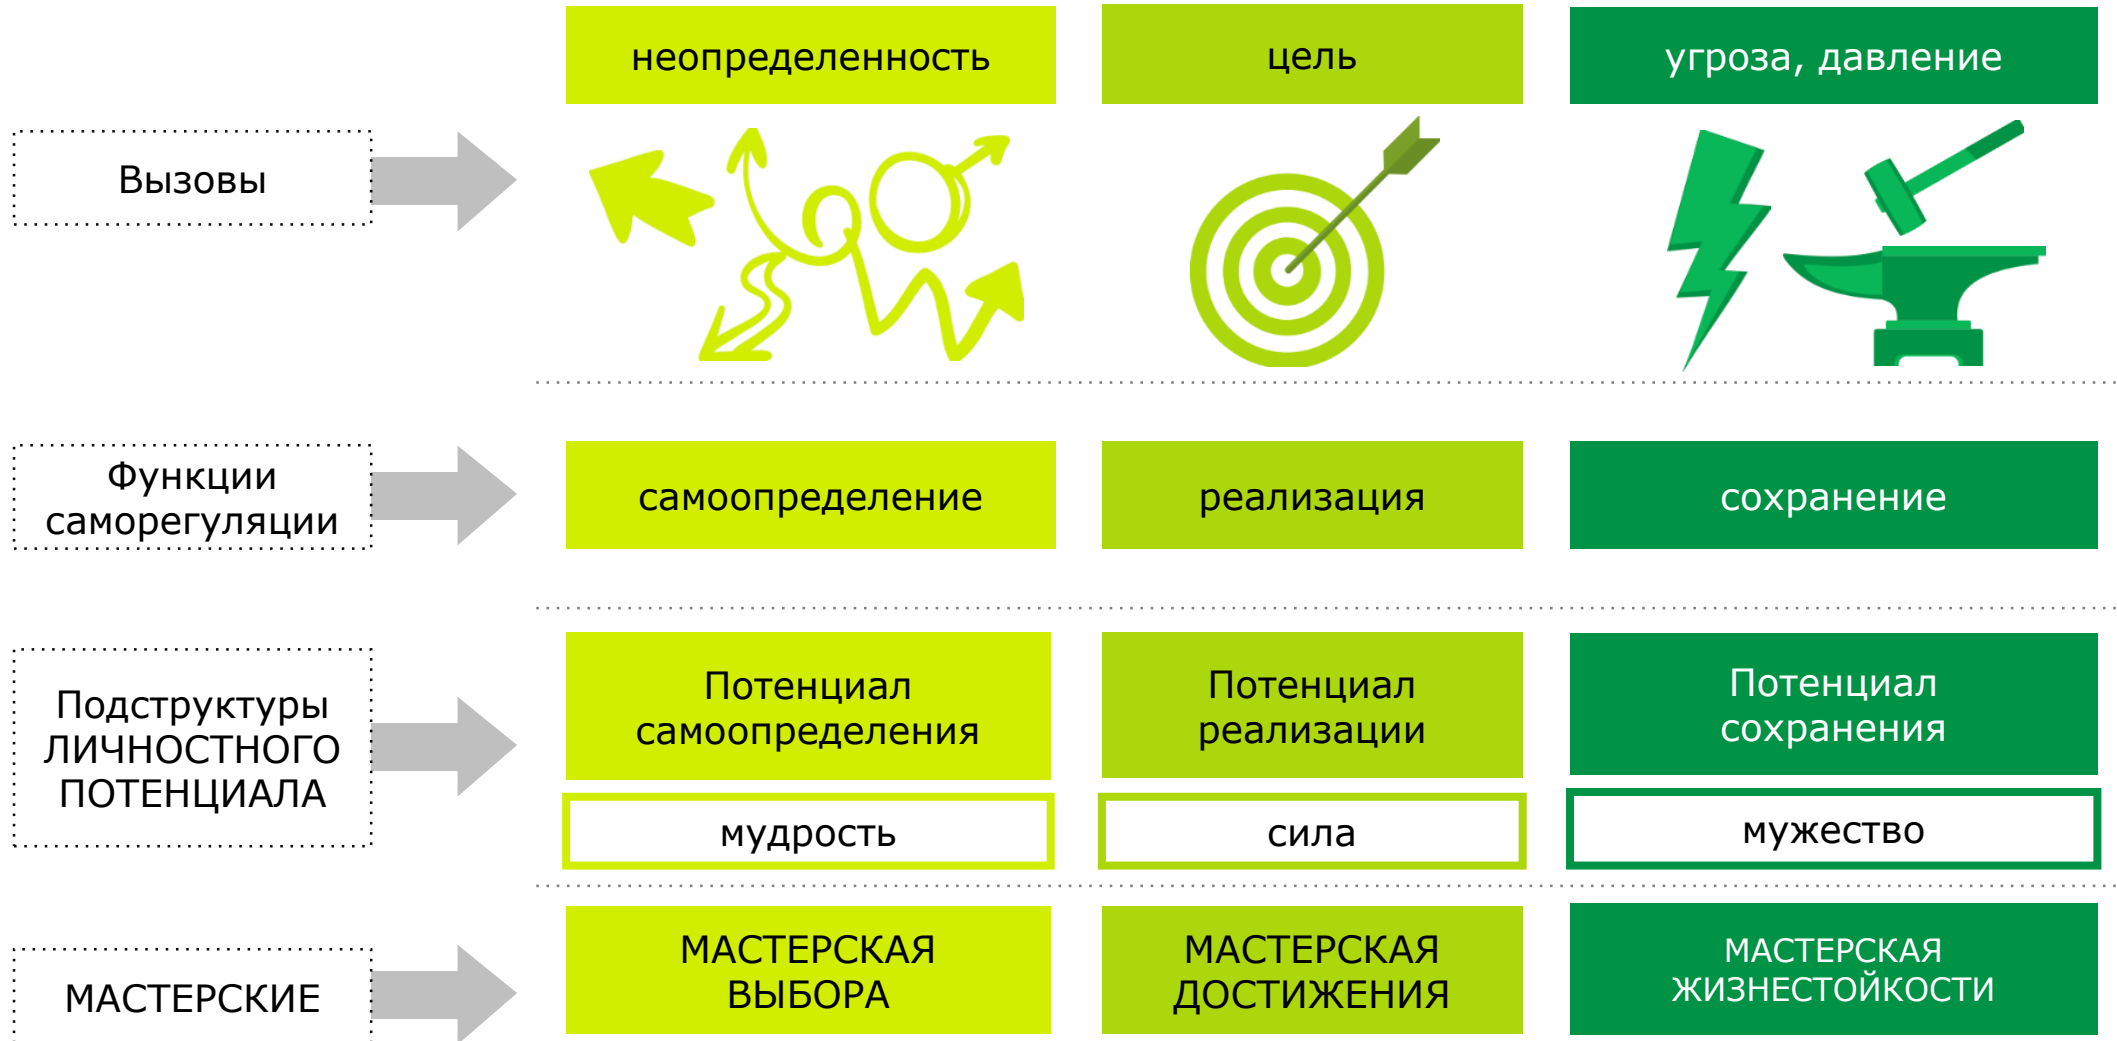 неопределенность
цель
угроза, давление
Вызовы
Функции
саморегуляции
самоопределение
реализация
сохранение
Подструктуры
ЛИЧНОСТНОГО
ПОТЕНЦИАЛА
Потенциал
самоопределения
Потенциал
реализации
Потенциал
сохранения
мудрость
сила
мужество
МАСТЕРСКИЕ
МАСТЕРСКАЯ
ВЫБОРА
МАСТЕРСКАЯ
ДОСТИЖЕНИЯ
МАСТЕРСКАЯ
ЖИЗНЕСТОЙКОСТИ